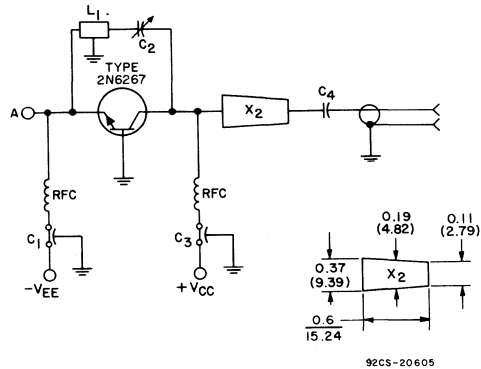 L1
C2
TYPE
2N6267
A
X2
C4
RFC
RFC
C1
C3
-VEE
+VCC
0.19
(4.82)
0.11
(2.79)
0.37
(9.39)
X2
0.6
15.24
92CS-20605